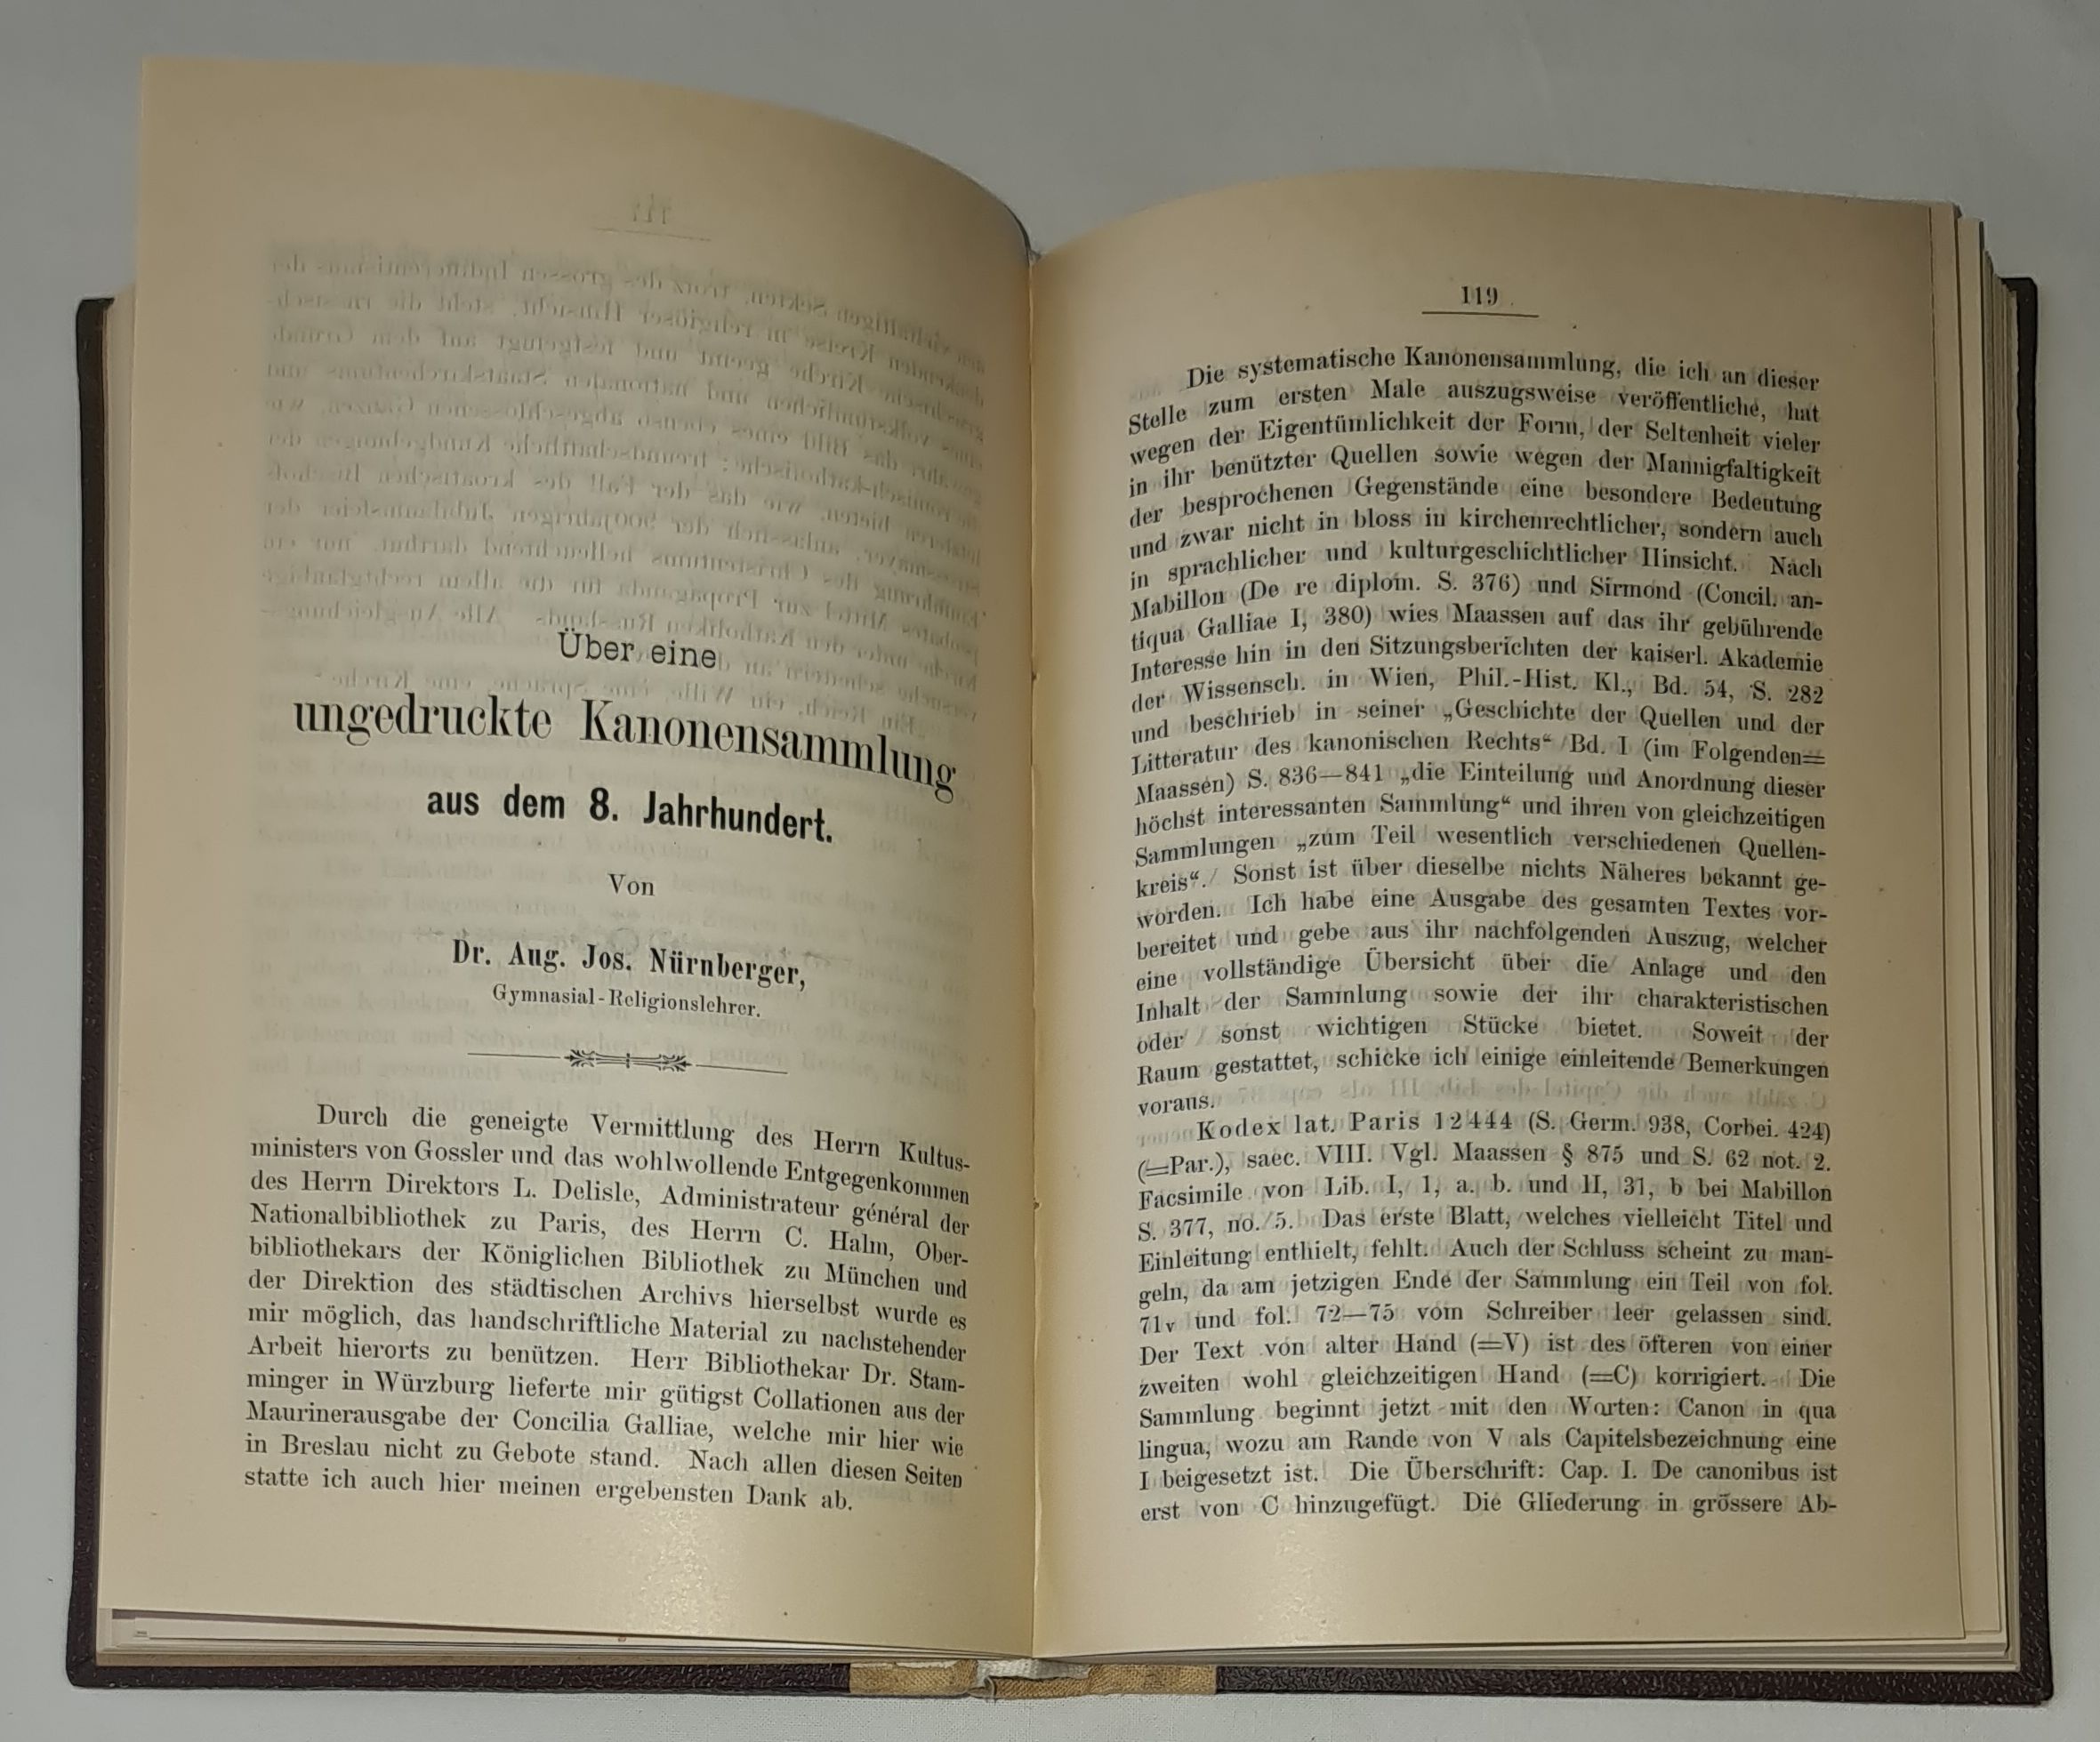 Über eine
ungedruckte Kanonensammlung
aus dem 8. Jahrhundert.
Von
Dr. Aug. Jos. Nürnberger,
Gymnasial-Religionslehrer.
Durch die geneigte Vermittlung des Herrn Kultus-
ministers von Gossler und das wohlwollende Entgegenkommen
des Herrn Direktors L. Delisle, Administrateur général der
Nationalbibliothek zu Paris, des Herrn C. Halm, Ober-
bibliothekars der Königlichen Bibliothek zu München und
der Direktion des städtischen Archivs hierselbst wurde es
mir möglich, das handschriftliche Material zu nachstehender
Arbeit hierorts zu benützen. Herr Bibliothekar Dr. Stam-
minger in Würzburg lieferte mir gütigst Collationen aus der
Maurinerausgabe der Concilia Galliae, welche mir hier wie
in Breslau nicht zu Gebote stand. Nach allen diesen Seiten
statte ich auch hier meinen ergebensten Dank ab.
119
Die systematische Kanonensammlung, die ich an dieser
Stelle zum ersten Male auszugsweise veröffentliche, hat
wegen der Eigentümlichkeit der Form, der Seltenheit vieler
in ihr benützter Quellen sowie wegen der Mannigfaltigkeit
der besprochenen Gegenstände eine besondere Bedeutung
und zwar nicht in bloss in kirchenrechtlicher, sondern auch
in sprachlicher und kulturgeschichtlicher Hinsicht. Nach
Mabillon (De re diplom. S. 376) und Sirmond (Concil. an-
tiqua Galliae I, 380) wies Maassen auf das ihr gebührende
Interesse hin in den Sitzungsberichten der kaiserl. Akademie
der Wissensch. in Wien, Phil.-Hist. Kl., Bd. 54, S. 282
und beschrieb in seiner „Geschichte der Quellen und der
Litteratur des kanonischen Rechts“ Bd. I (im Folgenden=
Maassen) S. 836—841 „die Einteilung und Anordnung dieser
höchst interessanten Sammlung“ und ihren von gleichzeitigen
Sammlungen „zum Teil wesentlich verschiedenen Quellen-
kreis“. Sonst ist über dieselbe nichts Näheres bekannt ge-
worden. Ich habe eine Ausgabe des gesamten Textes vor-
bereitet und gebe aus ihr nachfolgenden Auszug, welcher
eine vollständige Übersicht über die Anlage und den
Inhalt der Sammlung sowie der ihr charakteristischen
oder sonst wichtigen Stücke bietet. Soweit der
Raum gestattet, schicke ich einige einleitende Bemerkungen
voraus.
Kodex lat. Paris 12444 (S. Germ. 938, Corbei. 424)
(=Par.), saec. VIII. Vgl. Maassen § 875 und S. 62 not. 2.
Facsimile von Lib. I, 1, a. b. und II, 31, b bei Mabillon
S. 377, no. 5. Das erste Blatt, welches vielleicht Titel und
Einleitung enthielt, fehlt. Auch der Schluss scheint zu man-
geln, da am jetzigen Ende der Sammlung ein Teil von fol.
71v und fol. 72—75 vom Schreiber leer gelassen sind.
Der Text von alter Hand (=V) ist des öfteren von einer
zweiten wohl gleichzeitigen Hand (=C) korrigiert. Die
Sammlung beginnt jetzt mit den Worten: Canon in qua
lingua, wozu am Rande von V als Capitelsbezeichnung eine
I beigesetzt ist. Die Überschrift: Cap. I. De canonibus ist
erst von C hinzugefügt. Die Gliederung in grössere Ab-